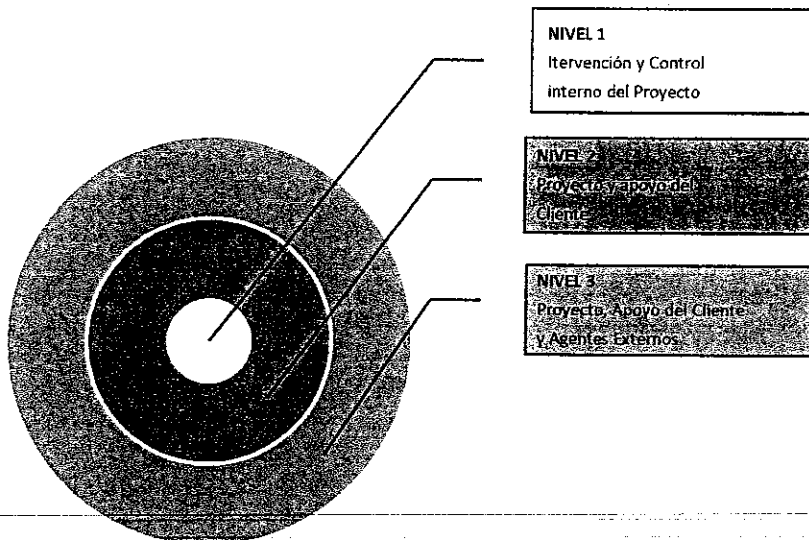 NIVEL 1
Itervención y Control
interno del Proyecto
NIVEL 2
Proyecto y apoyo del
Cliente
NIVEL 3
Proyecto, Apoyo del Cliente
y Agentes Externos